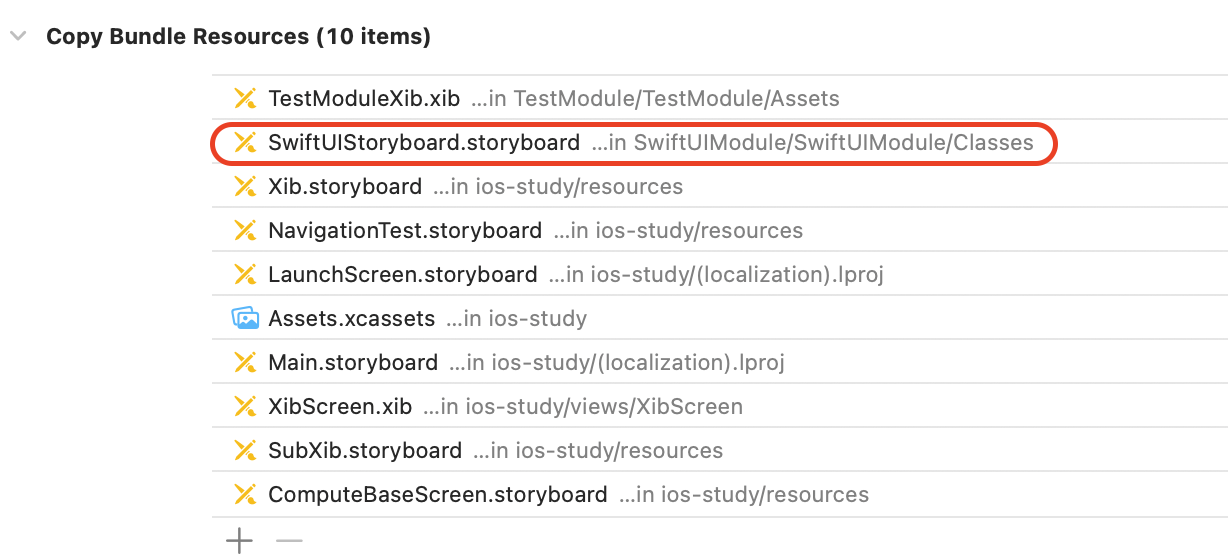 Copy Bundle Resources (10 items)
TestModuleXib.xib ...in TestModule/TestModule/Assets
SwiftUIStoryboard.storyboard ...in SwiftUIModule/SwiftUIModule/Classes
Xib.storyboard ...in ios-study/resources
NavigationTest.storyboard ...in ios-study/resources
LaunchScreen.storyboard ...in ios-study/(localization).lproj
Assets.xcassets ...in ios-study
Main.storyboard ...in ios-study/(localization).lproj
XibScreen.xib ...in ios-study/views/XibScreen
SubXib.storyboard ...in ios-study/resources
ComputeBaseScreen.storyboard ...in ios-study/resources